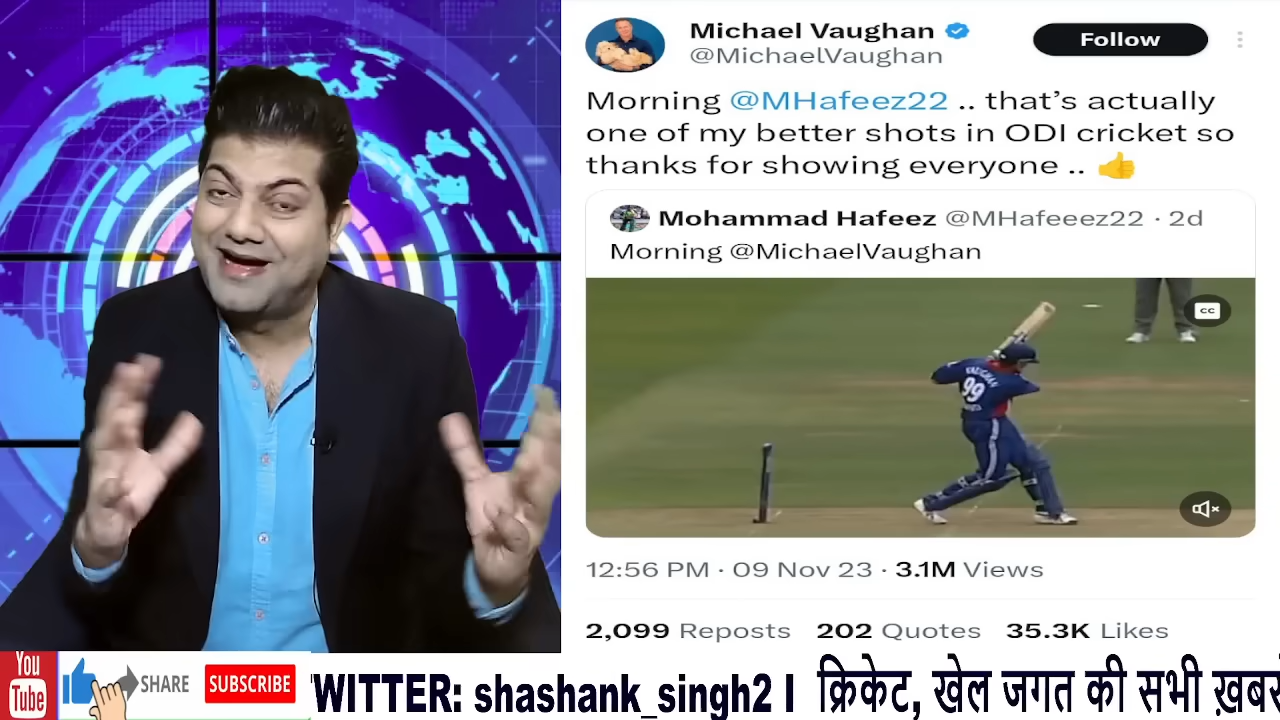 Michael Vaughan
@MichaelVaughan
Follow
Morning @MHafeez22 .. that's actually
one of my better shots in ODI cricket so
thanks for showing everyone .. 👍
Mohammad Hafeez @MHafeeez22 · 2d
Morning @MichaelVaughan
CC
99
12:56 PM · 09 Nov 23 · 3.1M Views
2,099 Reposts 202 Quotes 35.3K Likes
You
Tube
SHARE
SUBSCRIBE
WITTER: shashank_singh2 I क्रिकेट, खेल जगत की सभी ख़बरे